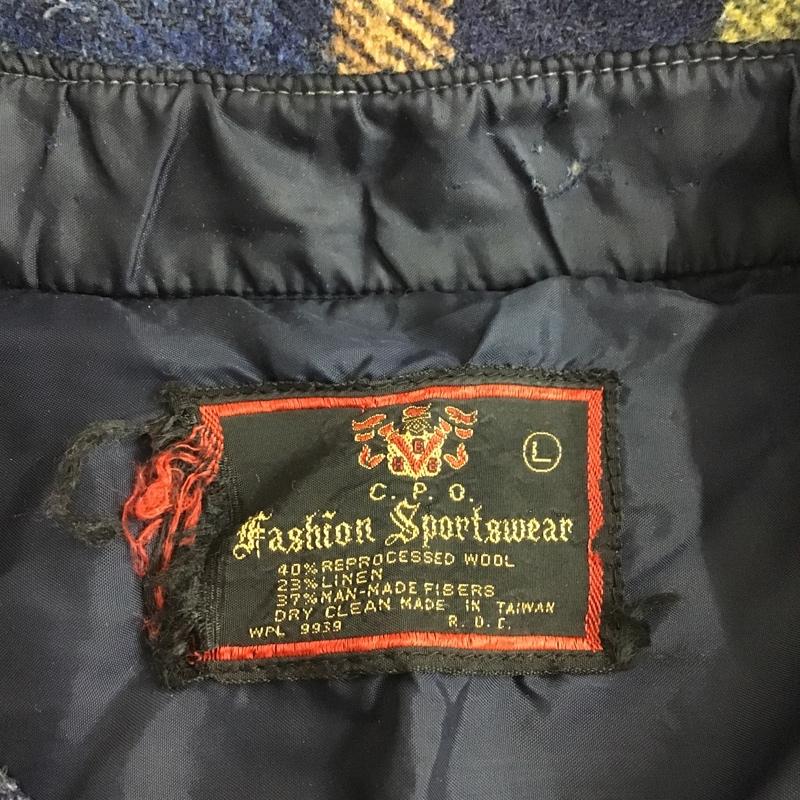 L
C. P. O.
Fashion Sportswear
40% REPROCESSED WOOL
23% LINEN
37% MAN-MADE FIBERS
DRY CLEAN MADE IN TAIWAN
WPL 9939 R. O. C.